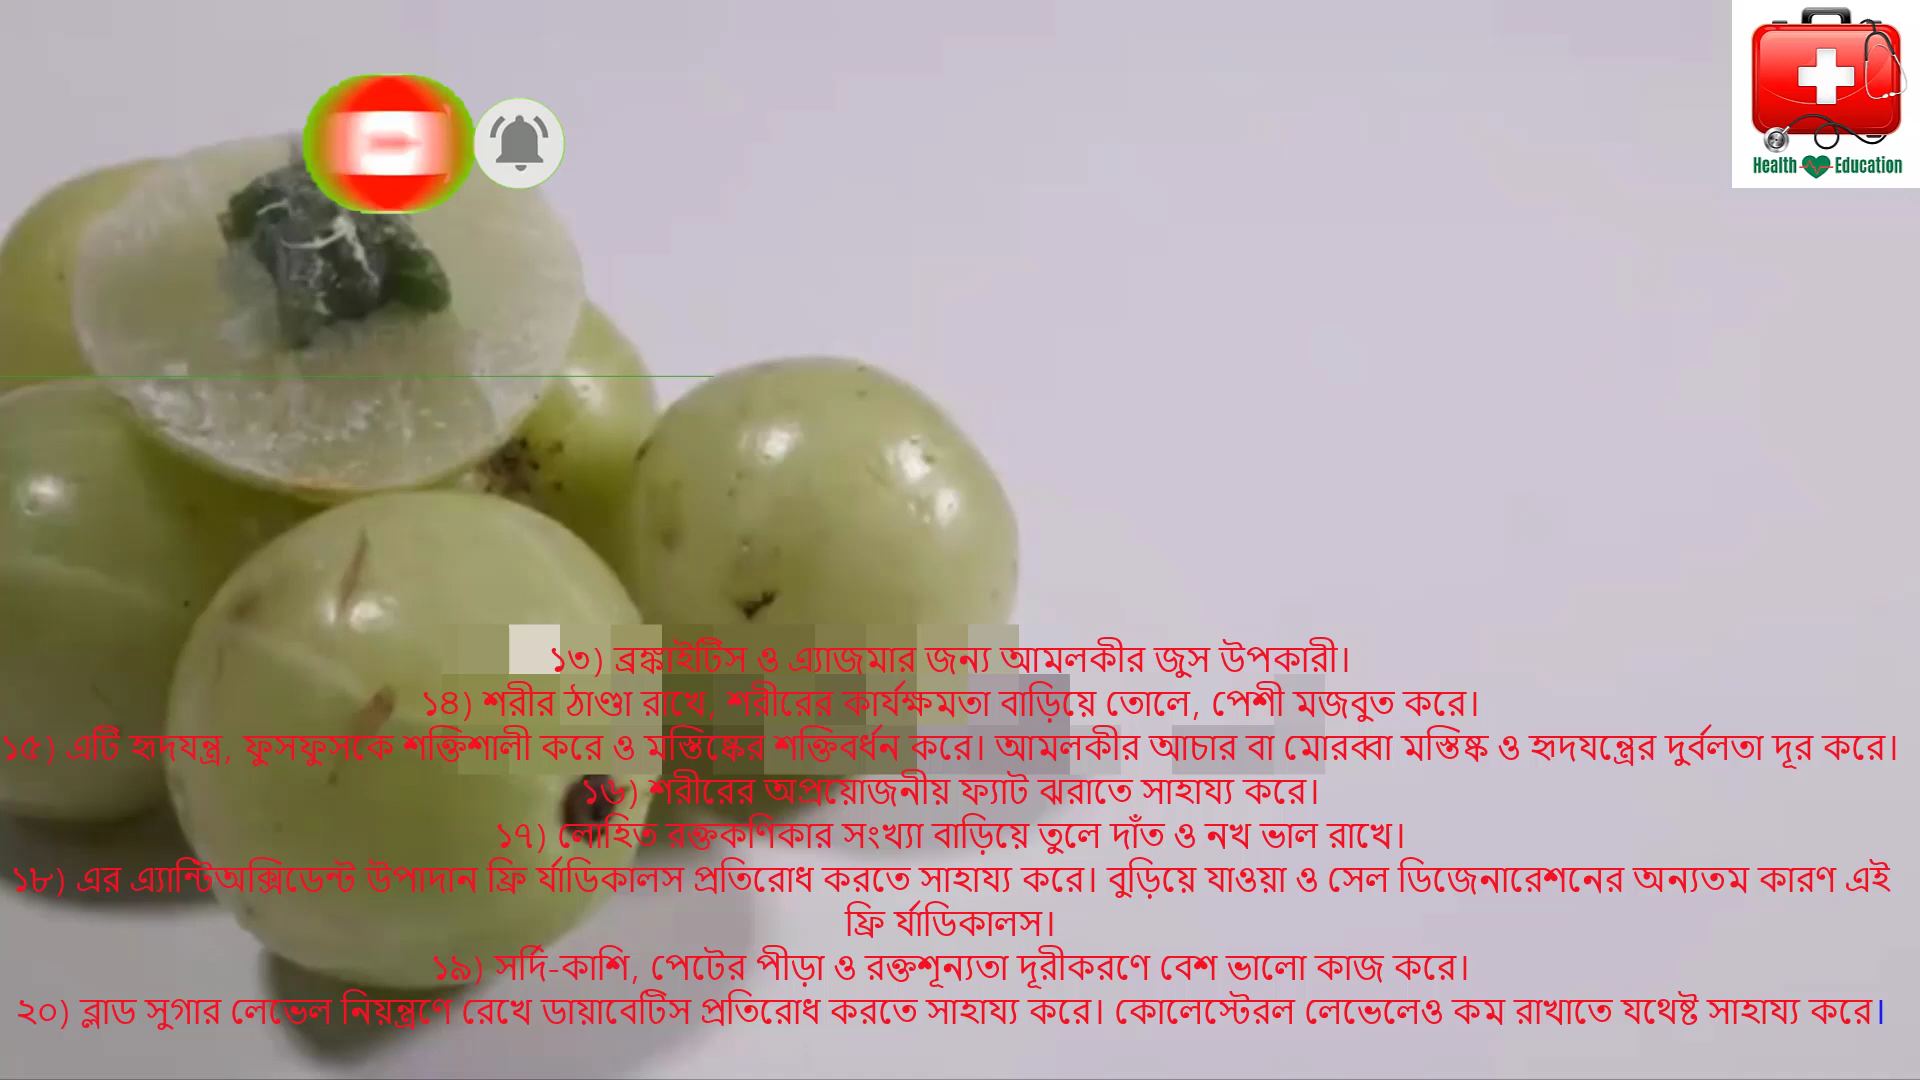 Health Education
১৩) ব্রঙ্কাইটিস ও এ্যাজমার জন্য আমলকীর জুস উপকারী।
১৪) শরীর ঠাণ্ডা রাখে, শরীরের কার্যক্ষমতা বাড়িয়ে তোলে, পেশী মজবুত করে।
১৫) এটি হৃদযন্ত্র, ফুসফুসকে শক্তিশালী করে ও মস্তিষ্কের শক্তিবর্ধন করে। আমলকীর আচার বা মোরব্বা মস্তিষ্ক ও হৃদযন্ত্রের দুর্বলতা দূর করে।
১৬) শরীরের অপ্রয়োজনীয় ফ্যাট ঝরাতে সাহায্য করে।
১৭) লোহিত রক্তকণিকার সংখ্যা বাড়িয়ে তুলে দাঁত ও নখ ভাল রাখে।
১৮) এর এ্যান্টিঅক্সিডেন্ট উপাদান ফ্রি র্যাডিকালস প্রতিরোধ করতে সাহায্য করে। বুড়িয়ে যাওয়া ও সেল ডিজেনারেশনের অন্যতম কারণ এই
ফ্রি র্যাডিকালস।
১৯) সর্দি-কাশি, পেটের পীড়া ও রক্তশূন্যতা দূরীকরণে বেশ ভালো কাজ করে।
২০) ব্লাড সুগার লেভেল নিয়ন্ত্রণে রেখে ডায়াবেটিস প্রতিরোধ করতে সাহায্য করে। কোলেস্টেরল লেভেলেও কম রাখাতে যথেষ্ট সাহায্য করে।